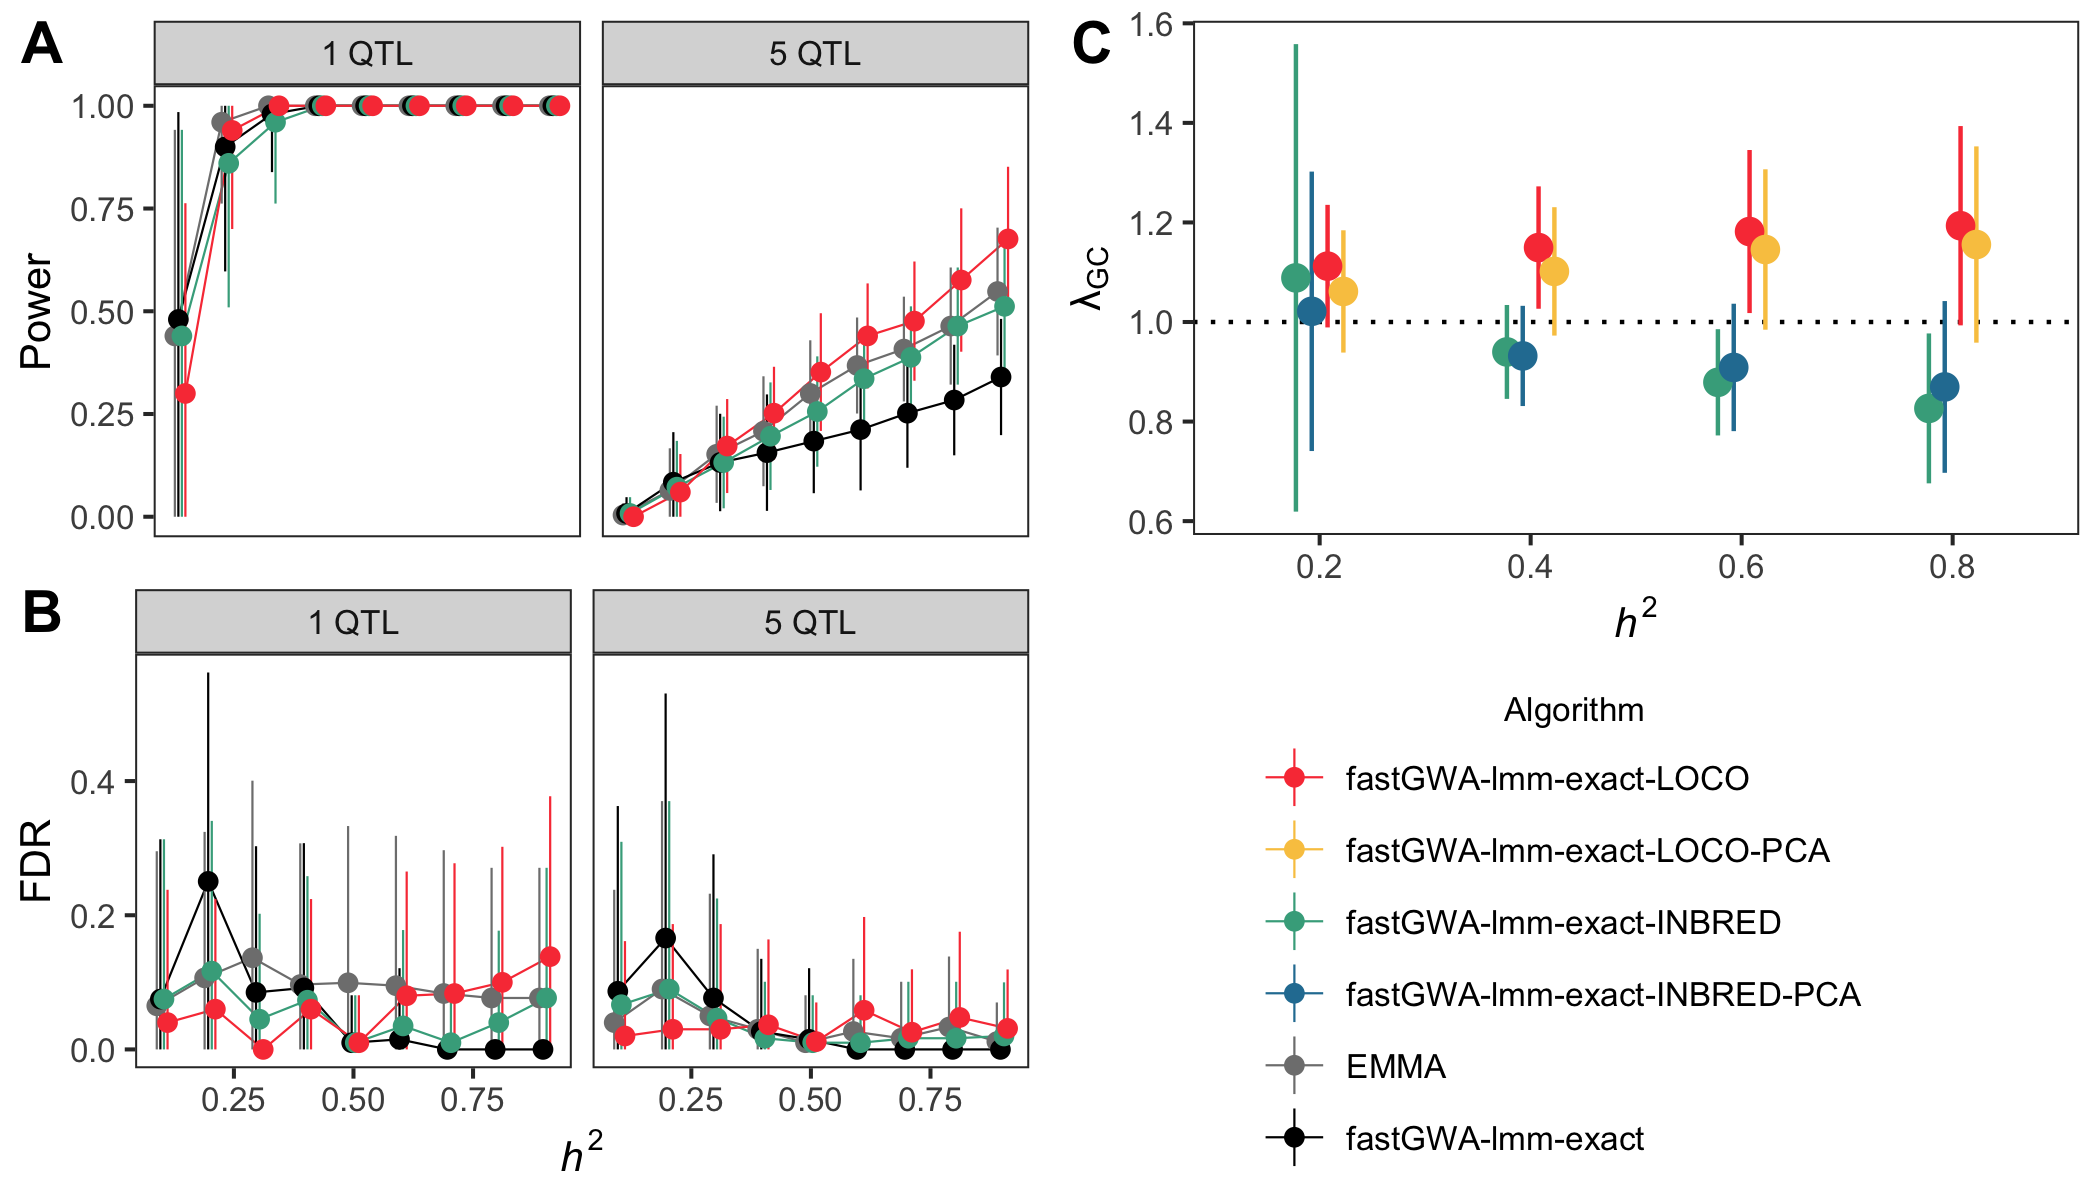 A
1 QTL
5 QTL
1.00
0.75
0.50
0.25
0.00
Power
B
1 QTL
5 QTL
0.4
0.2
0.0
FDR
0.25
0.50
0.75
0.25
0.50
0.75
h²
C
1.6
1.4
1.2
1.0
0.8
0.6
λGC
0.2
0.4
0.6
0.8
h²
Algorithm
fastGWA-lmm-exact-LOCO
fastGWA-lmm-exact-LOCO-PCA
fastGWA-lmm-exact-INBRED
fastGWA-lmm-exact-INBRED-PCA
EMMA
fastGWA-lmm-exact